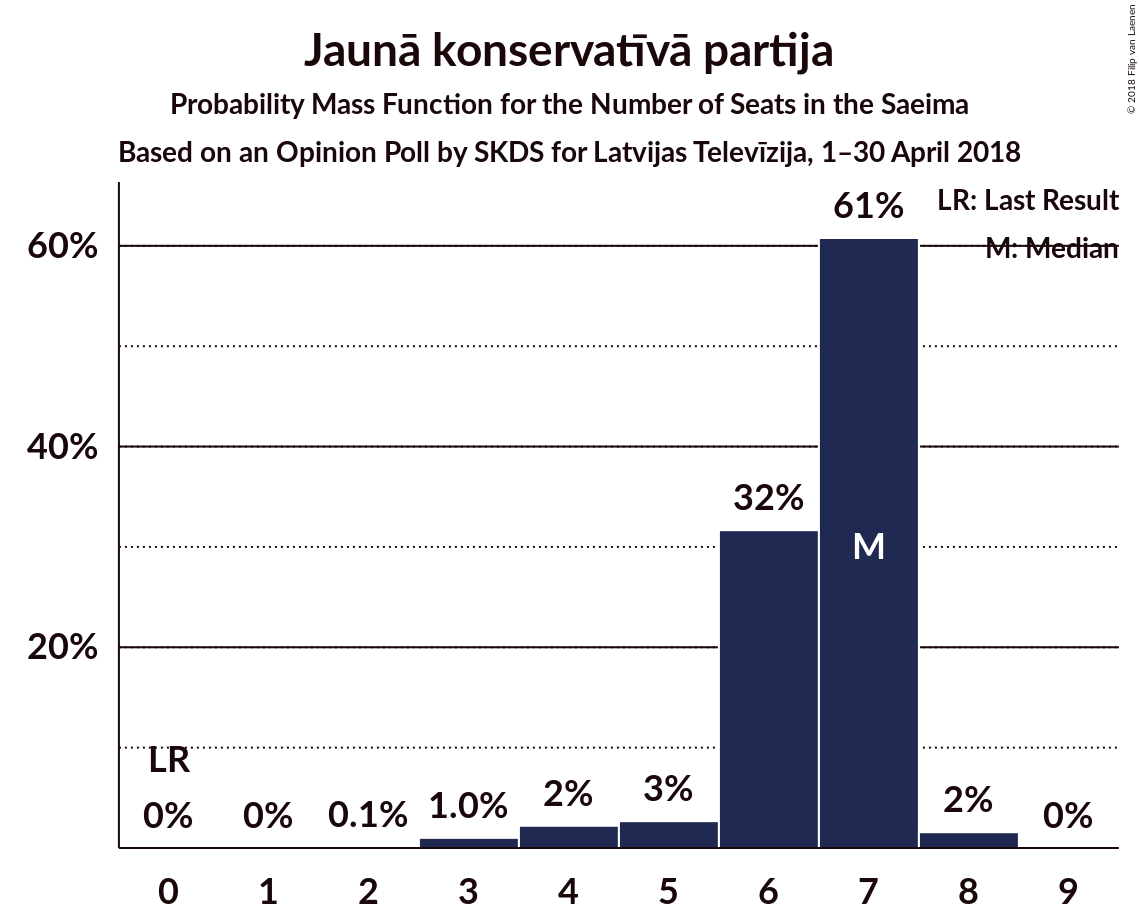 Jaunā konservatīvā partija
Probability Mass Function for the Number of Seats in the Saeima
Based on an Opinion Poll by SKDS for Latvijas Televīzija, 1–30 April 2018
© 2018 Filip van Laenen
LR: Last Result
M: Median
61%
60%
40%
32%
M
20%
LR
0%
0%
0.1%
1.0%
2%
3%
2%
0%
0 1 2 3 4 5 6 7 8 9